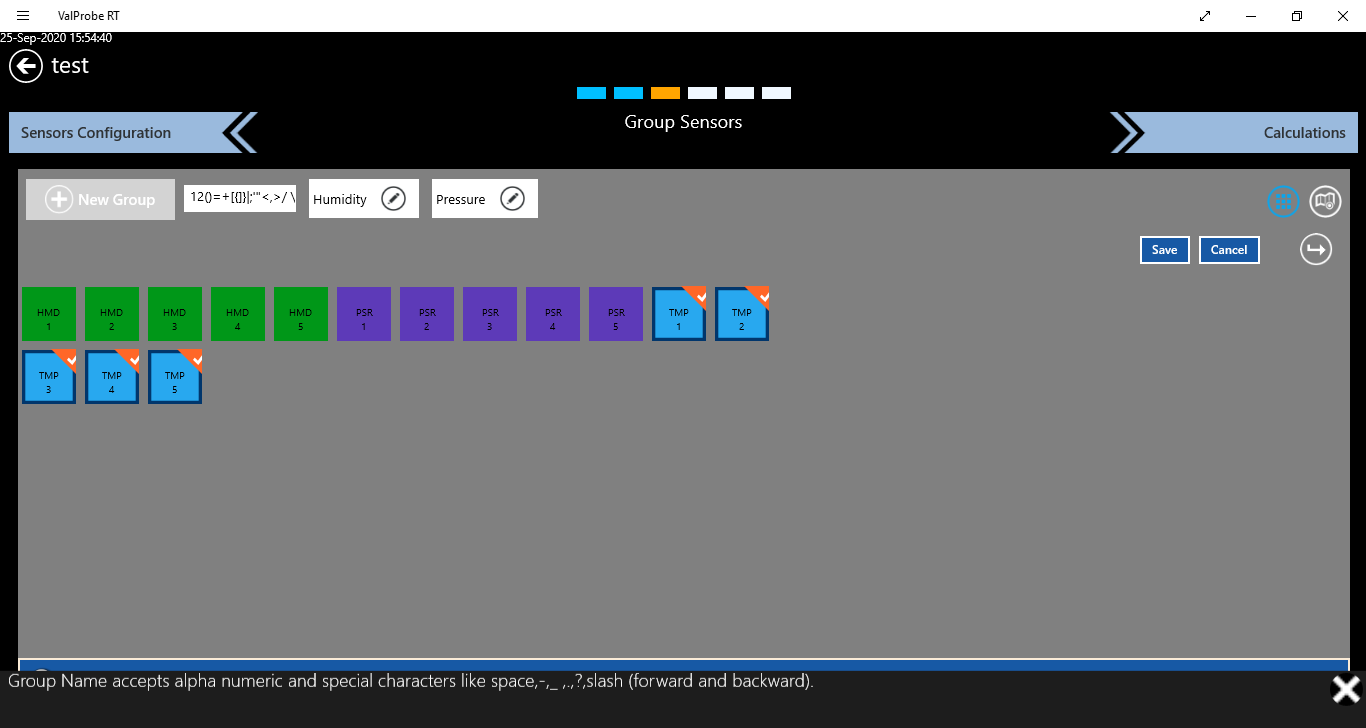 ValProbe RT
25-Sep-2020 15:54:40
test
Sensors Configuration
Group Sensors
Calculations
New Group
12()=+[{]}|;'"<,>/ \
Humidity
Pressure
Save
Cancel
HMD
1
HMD
2
HMD
3
HMD
4
HMD
5
PSR
1
PSR
2
PSR
3
PSR
4
PSR
5
TMP
1
TMP
2
TMP
3
TMP
4
TMP
5
Group Name accepts alpha numeric and special characters like space,-,_ ,.,?,slash (forward and backward).